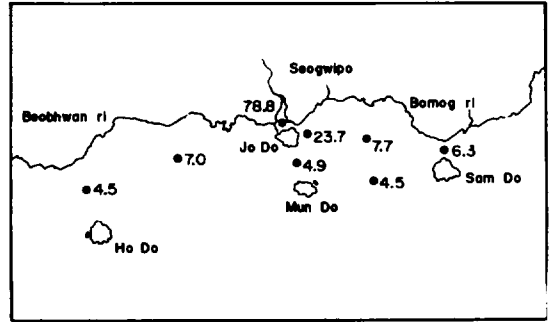 Seogwipo
78.8
Bomog ri
Beobhwan ri
23.7
Jo Do
7.7
6.3
7.0
4.9
4.5
Sam Do
4.5
Mun Do
Ho Do